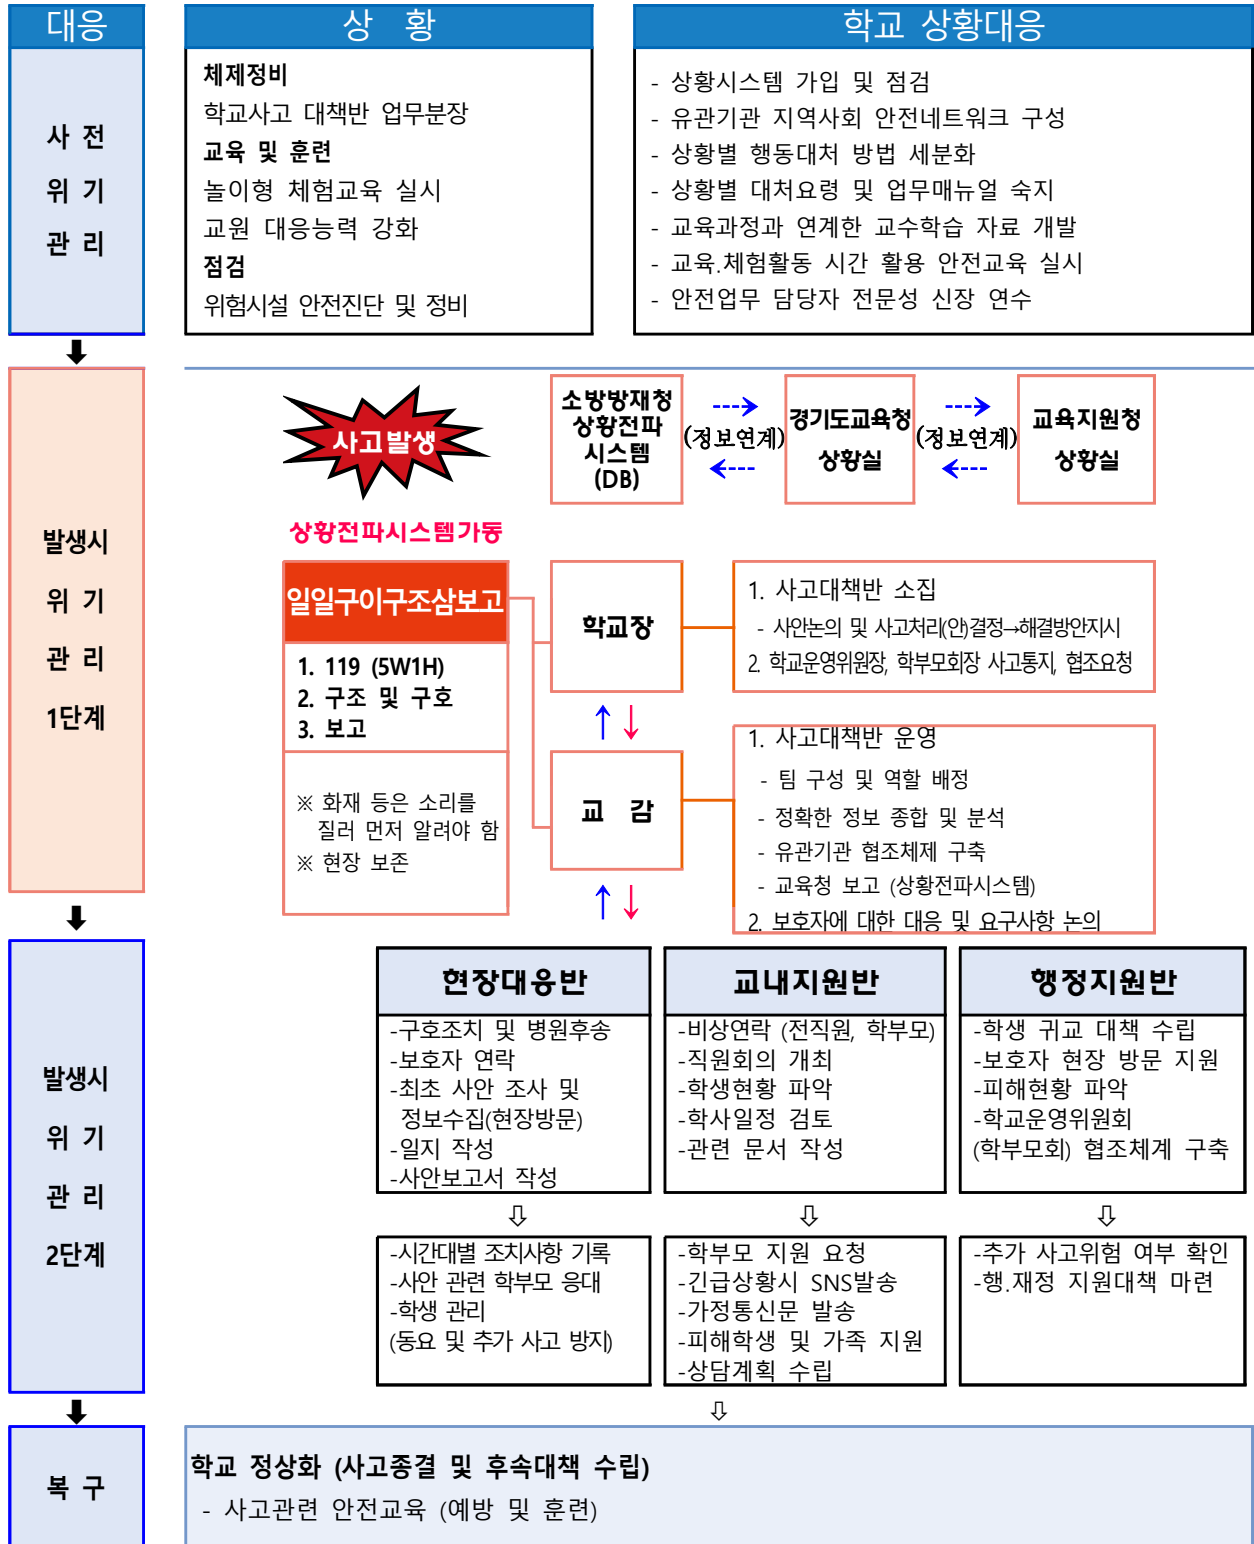 대응
상 황
학교 상황대응
사 전
위 기
관 리
체제정비
학교사고 대책반 업무분장
교육 및 훈련
놀이형 체험교육 실시
교원 대응능력 강화
점검
위험시설 안전진단 및 정비
- 상황시스템 가입 및 점검
- 유관기관 지역사회 안전네트워크 구성
- 상황별 행동대처 방법 세분화
- 상황별 대처요령 및 업무매뉴얼 숙지
- 교육과정과 연계한 교수학습 자료 개발
- 교육.체험활동 시간 활용 안전교육 실시
- 안전업무 담당자 전문성 신장 연수
발생시
위 기
관 리
1단계
사고발생
상황전파시스템가동
소방방재청
상황전파
시스템
(DB)
(정보연계)
경기도교육청
상황실
(정보연계)
교육지원청
상황실
일일구이구조삼보고
1. 119 (5W1H)
2. 구조 및 구호
3. 보고
※ 화재 등은 소리를
질러 먼저 알려야 함
※ 현장 보존
학교장
1. 사고대책반 소집
- 사안논의 및 사고처리(안)결정→해결방안지시
2. 학교운영위원장, 학부모회장 사고통지, 협조요청
교 감
1. 사고대책반 운영
- 팀 구성 및 역할 배정
- 정확한 정보 종합 및 분석
- 유관기관 협조체제 구축
- 교육청 보고 (상황전파시스템)
2. 보호자에 대한 대응 및 요구사항 논의
발생시
위 기
관 리
2단계
현장대응반
-구호조치 및 병원후송
-보호자 연락
-최초 사안 조사 및
정보수집(현장방문)
-일지 작성
-사안보고서 작성
교내지원반
-비상연락 (전직원, 학부모)
-직원회의 개최
-학생현황 파악
-학사일정 검토
-관련 문서 작성
행정지원반
-학생 귀교 대책 수립
-보호자 현장 방문 지원
-피해현황 파악
-학교운영위원회
(학부모회) 협조체계 구축
-시간대별 조치사항 기록
-사안 관련 학부모 응대
-학생 관리
(동요 및 추가 사고 방지)
-학부모 지원 요청
-긴급상황시 SNS발송
-가정통신문 발송
-피해학생 및 가족 지원
-상담계획 수립
-추가 사고위험 여부 확인
-행.재정 지원대책 마련
복 구
학교 정상화 (사고종결 및 후속대책 수립)
- 사고관련 안전교육 (예방 및 훈련)